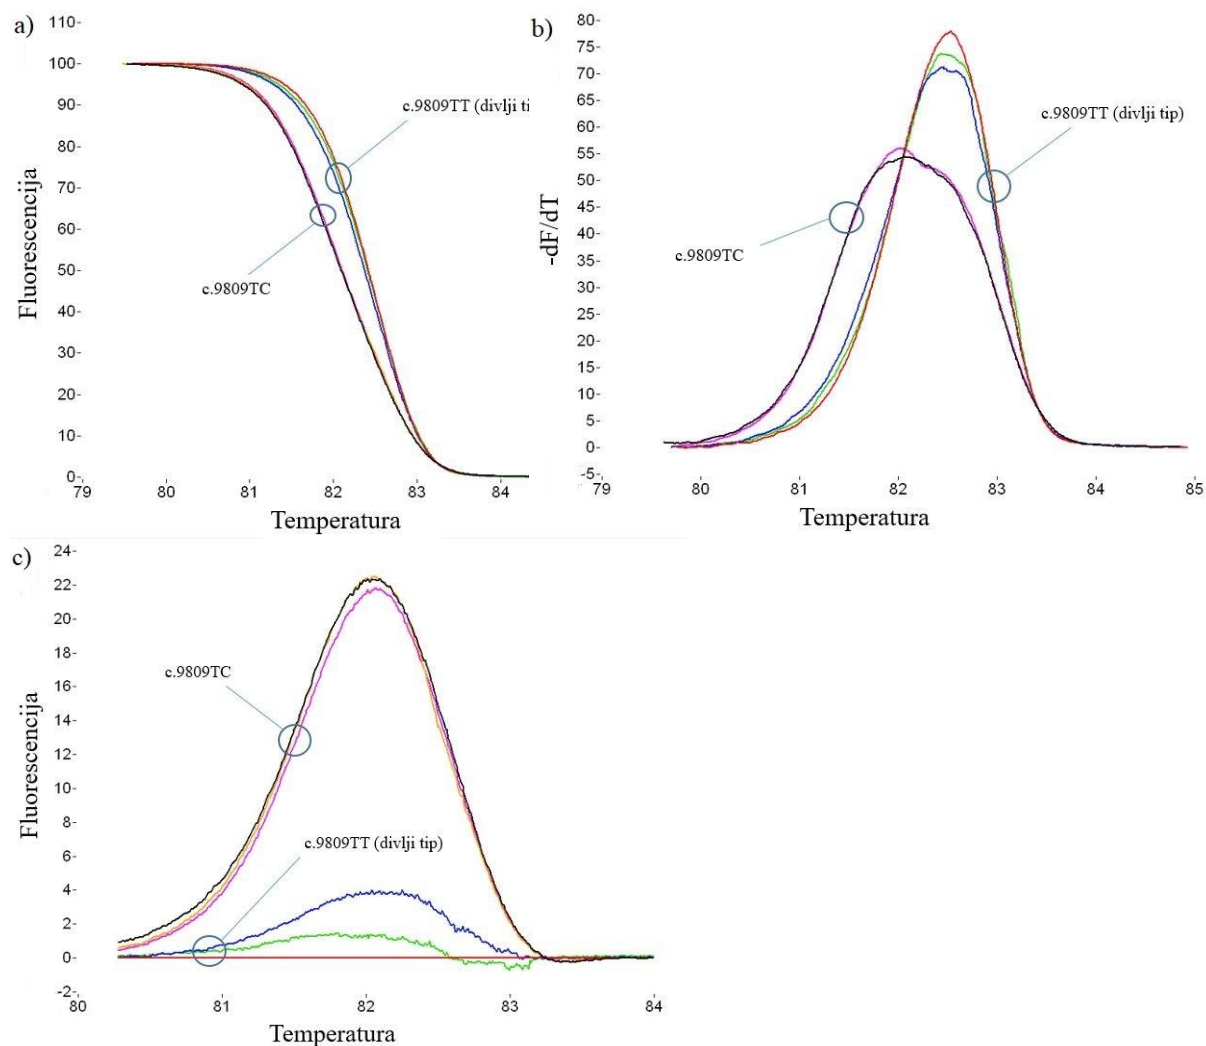 a)
110-
100-
90-
80-
70-
60-
50-
40-
30-
20-
10-
0-
Fluorescencija
c.9809TT (divlji ti
c.9809TC
79 80 81 82 83 84
Temperatura
b)
80-
75-
70-
65-
60-
55-
50-
45-
40-
35-
30-
25-
20-
15-
10-
5-
0-
-5-
-dF/dT
c.9809TT (divlji tip)
c.9809TC
79 80 81 82 83 84 85
Temperatura
c)
24-
22-
20-
18-
16-
14-
12-
10-
8-
6-
4-
2-
0-
-2-
Fluorescencija
c.9809TC
c.9809TT (divlji tip)
80 81 82 83 84
Temperatura